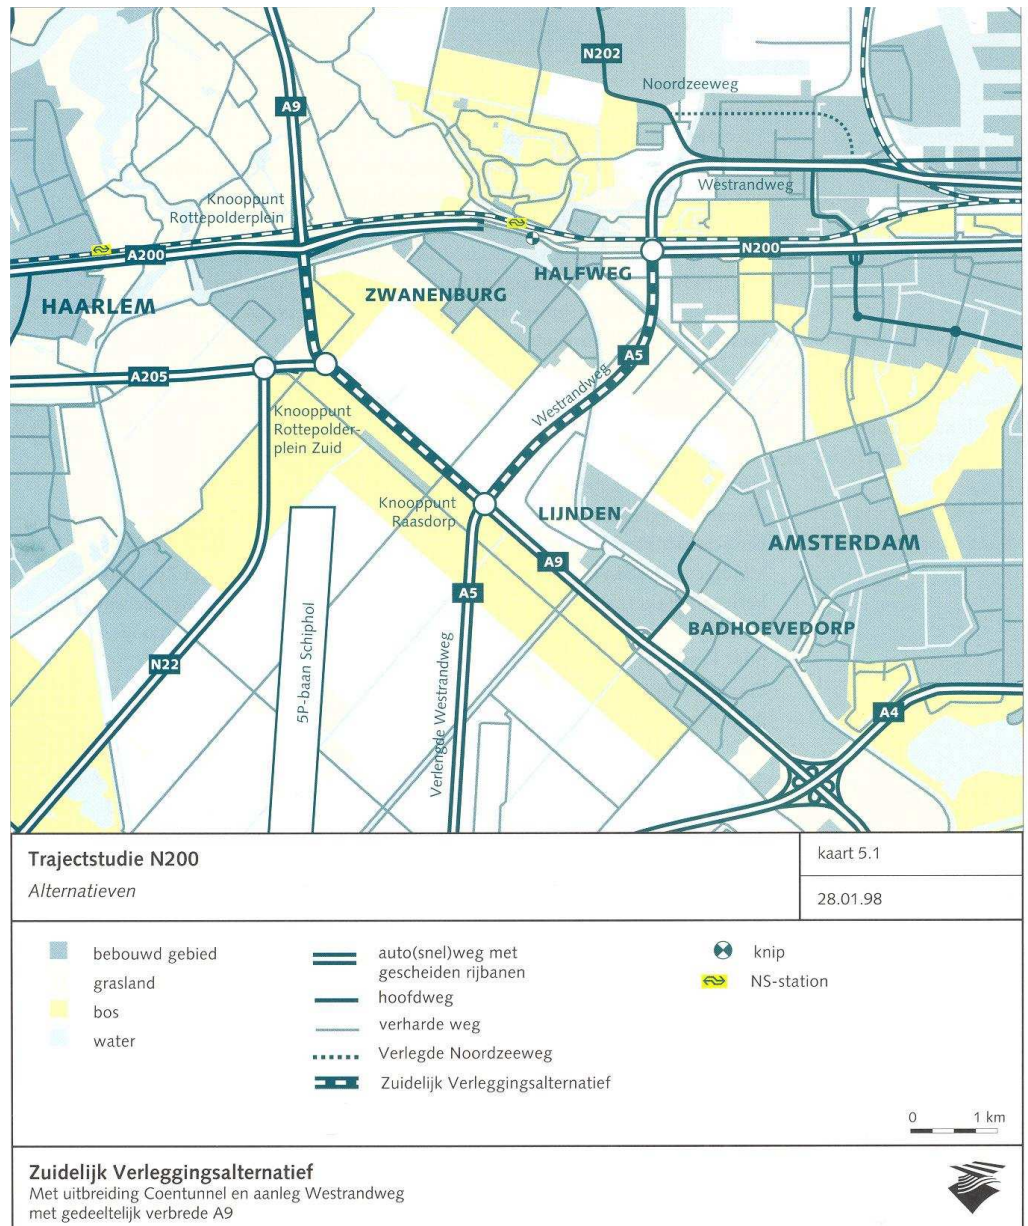 N202
Noordzeeweg
A9
Westrandweg
Knooppunt
Rottepolderplein
A200
N200
HALFWEG
ZWANENBURG
HAARLEM
A5
A205
Westrandweg
Knooppunt
Rottepolder-
plein Zuid
Knooppunt
Raasdorp
LIJNDEN
AMSTERDAM
A9
A5
BADHOEVEDORP
5P-baan Schiphol
Verlengde Westrandweg
N22
A4
Trajectstudie N200
Alternatieven
kaart 5.1
28.01.98
bebouwd gebied
grasland
bos
water
auto(snel)weg met
gescheiden rijbanen
hoofdweg
verharde weg
Verlegde Noordzeeweg
Zuidelijk Verleggingsalternatief
knip
NS-station
0 1 km
Zuidelijk Verleggingsalternatief
Met uitbreiding Coentunnel en aanleg Westrandweg
met gedeeltelijk verbrede A9